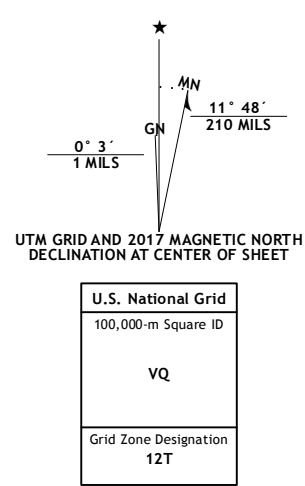 MN
11° 48´
210 MILS
GN
0° 3´
1 MILS
UTM GRID AND 2017 MAGNETIC NORTH
DECLINATION AT CENTER OF SHEET
U.S. National Grid
100,000-m Square ID
VQ
Grid Zone Designation
12T